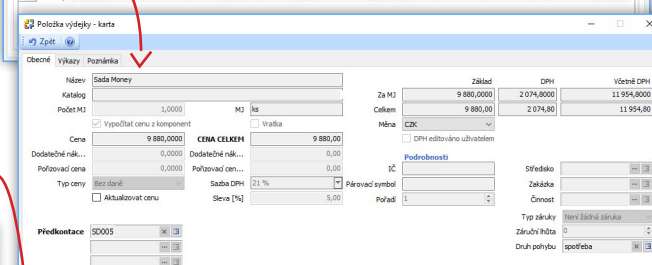 Položka výdejky - karta
Zpět
Obecné Výkazy Poznámka
Název Sada Money Základ DPH Včetně DPH
Katalog Za MJ 9 880,0000 2 074,8000 11 954,8000
Počet MJ 1,0000 MJ ks Celkem 9 880,00 2 074,80 11 954,80
Vypočítat cenu z komponent Vratka Měna CZK
Cena 9 880,0000 CENA CELKEM 9 880,00 DPH editováno uživatelem
Dodatečné nák... 0,0000 Dodatečné nák... 0,00 Podrobnosti
Pořizovací cena 0,0000 Pořizovací cen... 0,00 IČ Středisko
Typ ceny Bez daně Sazba DPH 21 % Párovací symbol Zakázka
Aktualizovat cenu Sleva [%] 5,00 Pořadí 1 Činnost
Typ záruky Není žádná záruka
Předkontace SD005 Záruční lhůta 0
Druh pohybu spotřeba